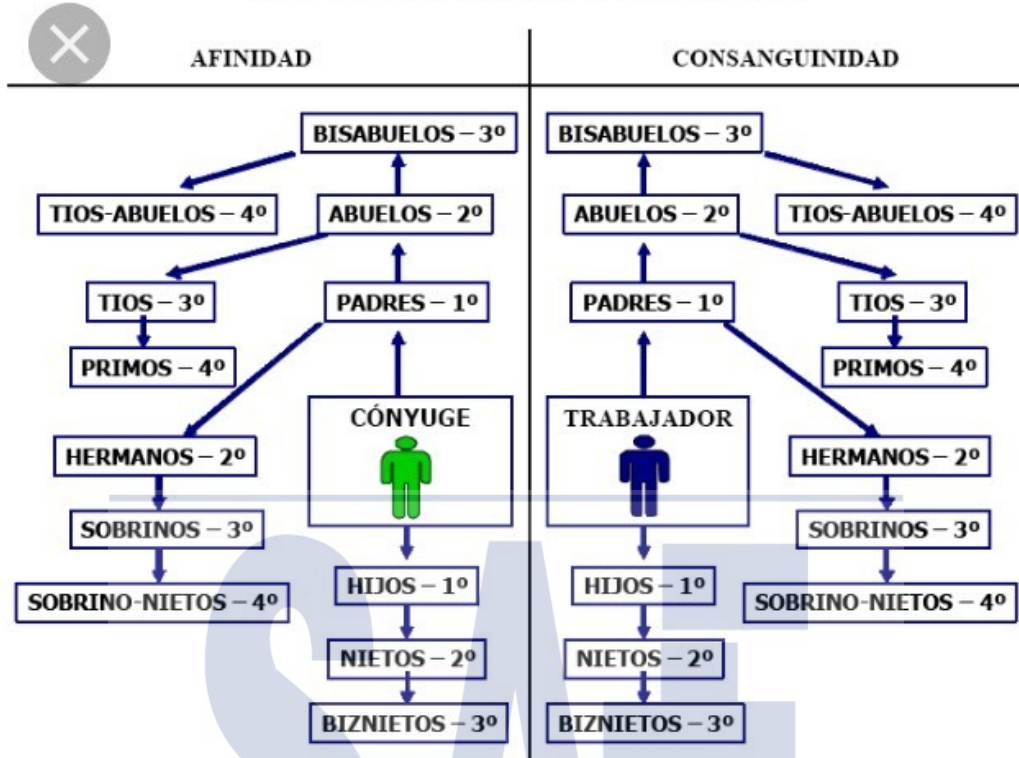 AFINIDAD
CONSANGUINIDAD
BISABUELOS – 3º
BISABUELOS – 3º
TIOS-ABUELOS – 4º
ABUELOS – 2º
ABUELOS – 2º
TIOS-ABUELOS – 4º
TIOS – 3º
PADRES – 1º
PADRES – 1º
TIOS – 3º
PRIMOS – 4º
PRIMOS – 4º
CÓNYUGE
TRABAJADOR
HERMANOS – 2º
HERMANOS – 2º
SOBRINOS – 3º
SOBRINOS – 3º
HIJOS – 1º
HIJOS – 1º
SOBRINO-NIETOS – 4º
SOBRINO-NIETOS – 4º
NIETOS – 2º
NIETOS – 2º
BIZNIETOS – 3º
BIZNIETOS – 3º
SAE